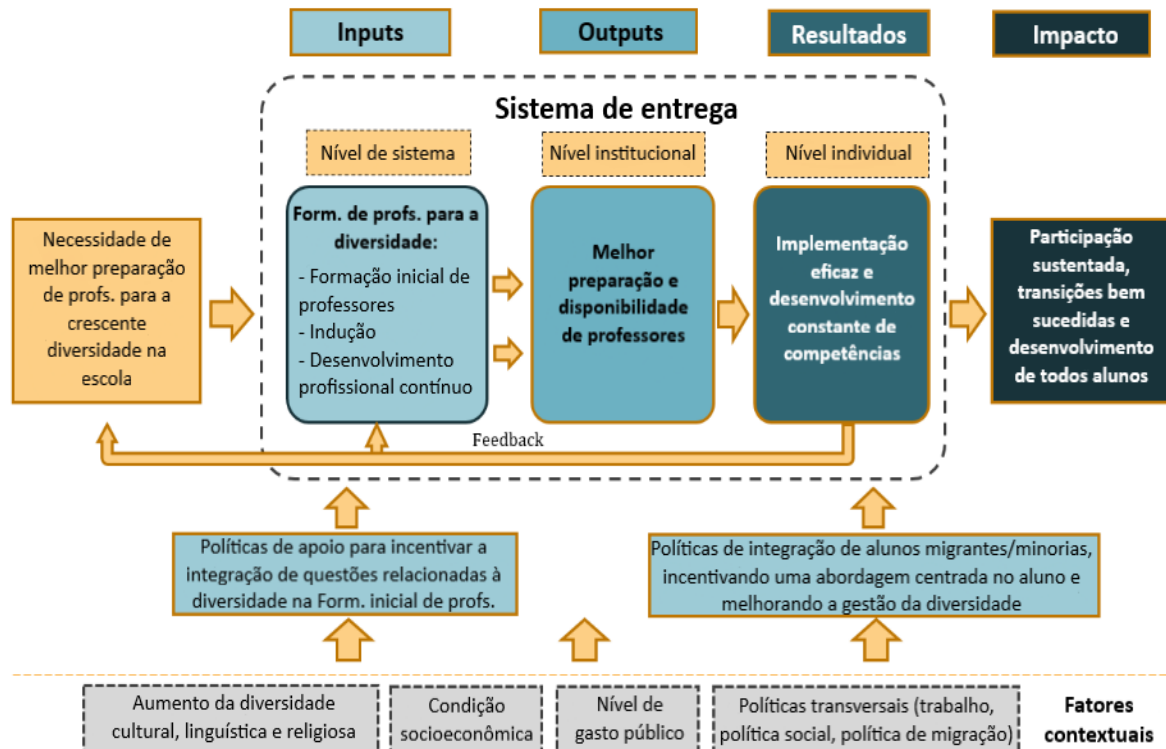 Inputs
Outputs
Resultados
Impacto
Sistema de entrega
Nível de sistema
Nível institucional
Nível individual
Necessidade de
melhor preparação
de profs. para a
crescente
diversidade na
escola
Form. de profs. para a
diversidade:
- Formação inicial de
professores
- Indução
- Desenvolvimento
profissional contínuo
Melhor
preparação e
disponibilidade
de professores
Implementação
eficaz e
desenvolvimento
constante de
competências
Participação
sustentada,
transições bem
sucedidas e
desenvolvimento
de todos alunos
Feedback
Políticas de apoio para incentivar a
integração de questões relacionadas à
diversidade na Form. inicial de profs.
Políticas de integração de alunos migrantes/minorias,
incentivando uma abordagem centrada no aluno e
melhorando a gestão da diversidade
Aumento da diversidade
cultural, linguística e religiosa
Condição
socioeconômica
Nível de
gasto público
Políticas transversais (trabalho,
política social, política de migração)
Fatores
contextuais